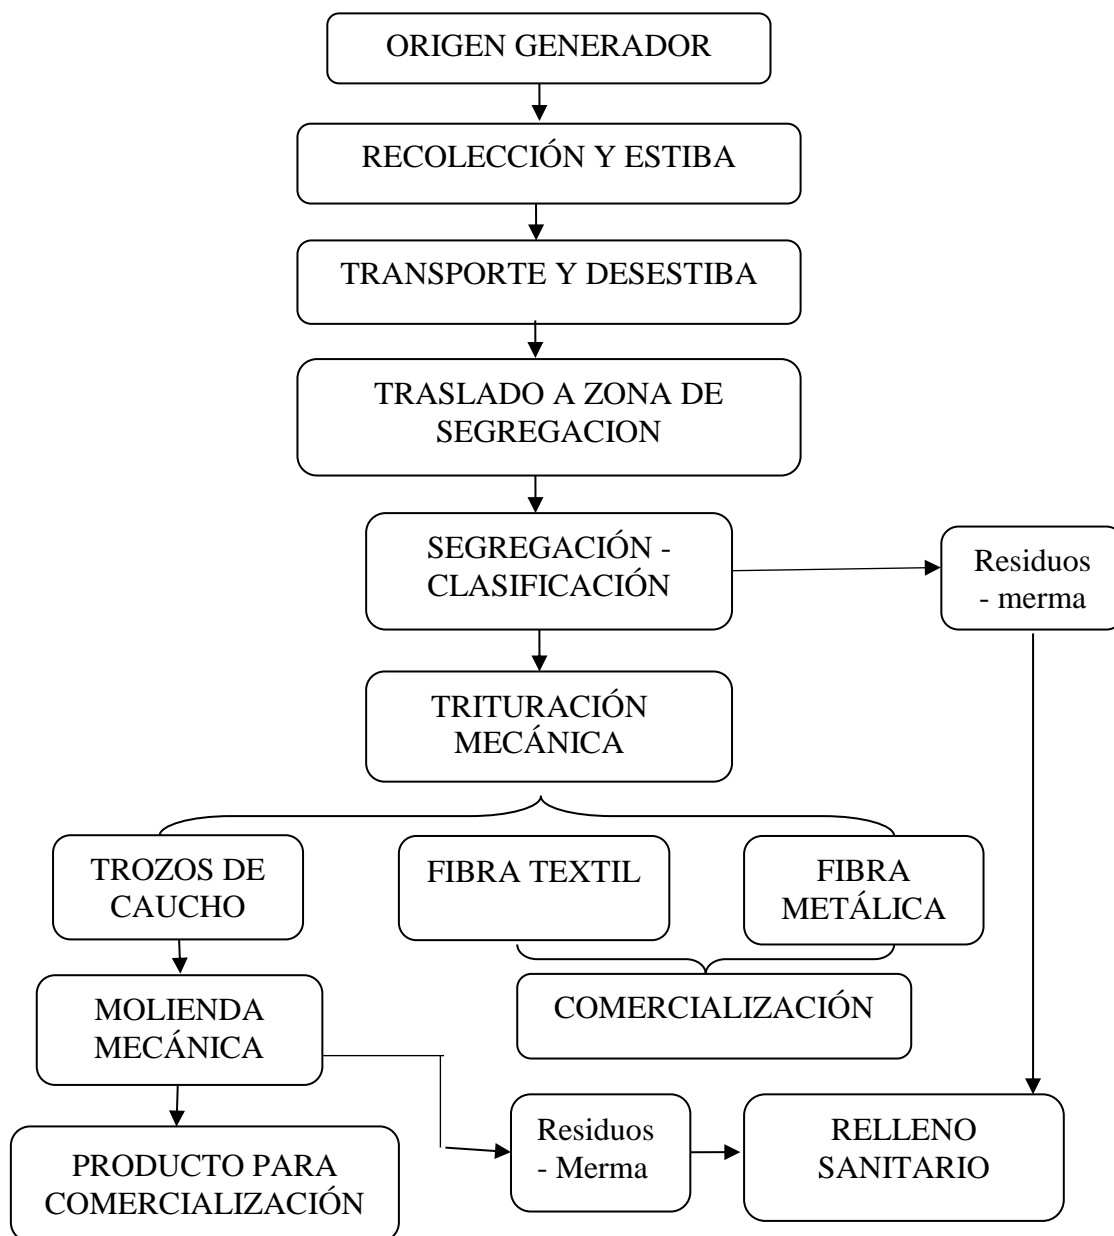 ORIGEN GENERADOR
RECOLECCIÓN Y ESTIBA
TRANSPORTE Y DESESTIBA
TRASLADO A ZONA DE
SEGREGACION
SEGREGACIÓN -
CLASIFICACIÓN
Residuos
- merma
TRITURACIÓN
MECÁNICA
TROZOS DE
CAUCHO
FIBRA TEXTIL
FIBRA
METÁLICA
MOLIENDA
MECÁNICA
COMERCIALIZACIÓN
PRODUCTO PARA
COMERCIALIZACIÓN
Residuos
- Merma
RELLENO
SANITARIO